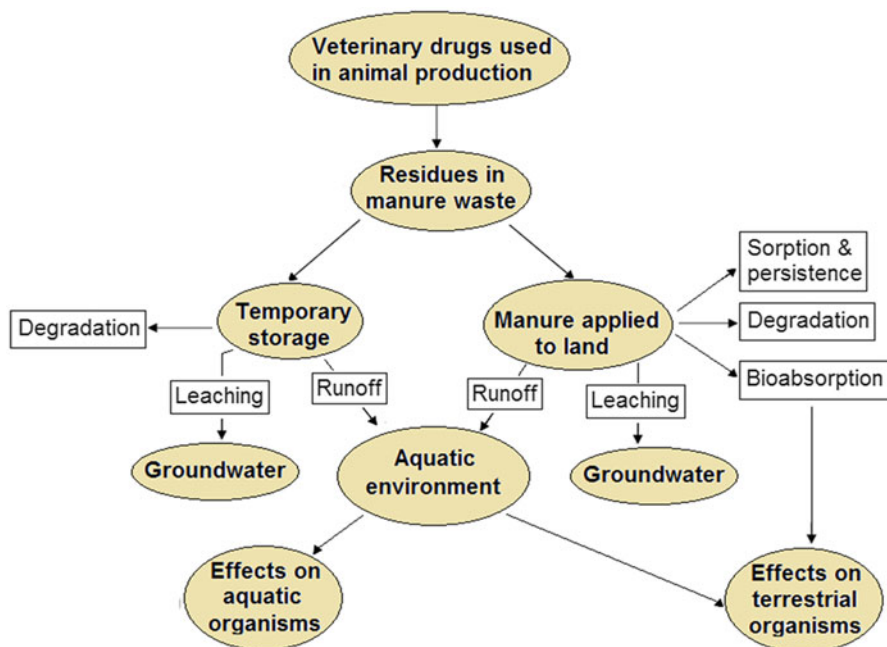 Veterinary drugs used
in animal production
Residues in
manure waste
Sorption &
persistence
Temporary
storage
Degradation
Manure applied
to land
Degradation
Leaching
Runoff
Runoff
Leaching
Bioabsorption
Groundwater
Aquatic
environment
Groundwater
Effects on
aquatic
organisms
Effects on
terrestrial
organisms